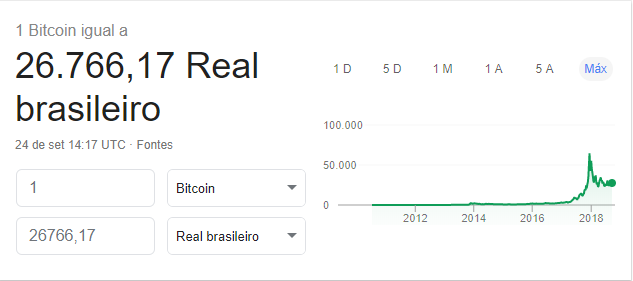 1 Bitcoin igual a
26.766,17 Real
brasileiro
24 de set 14:17 UTC · Fontes
1 Bitcoin
26766,17 Real brasileiro
1 D 5 D 1 M 1 A 5 A Máx
100.000
50.000
0
2012 2014 2016 2018